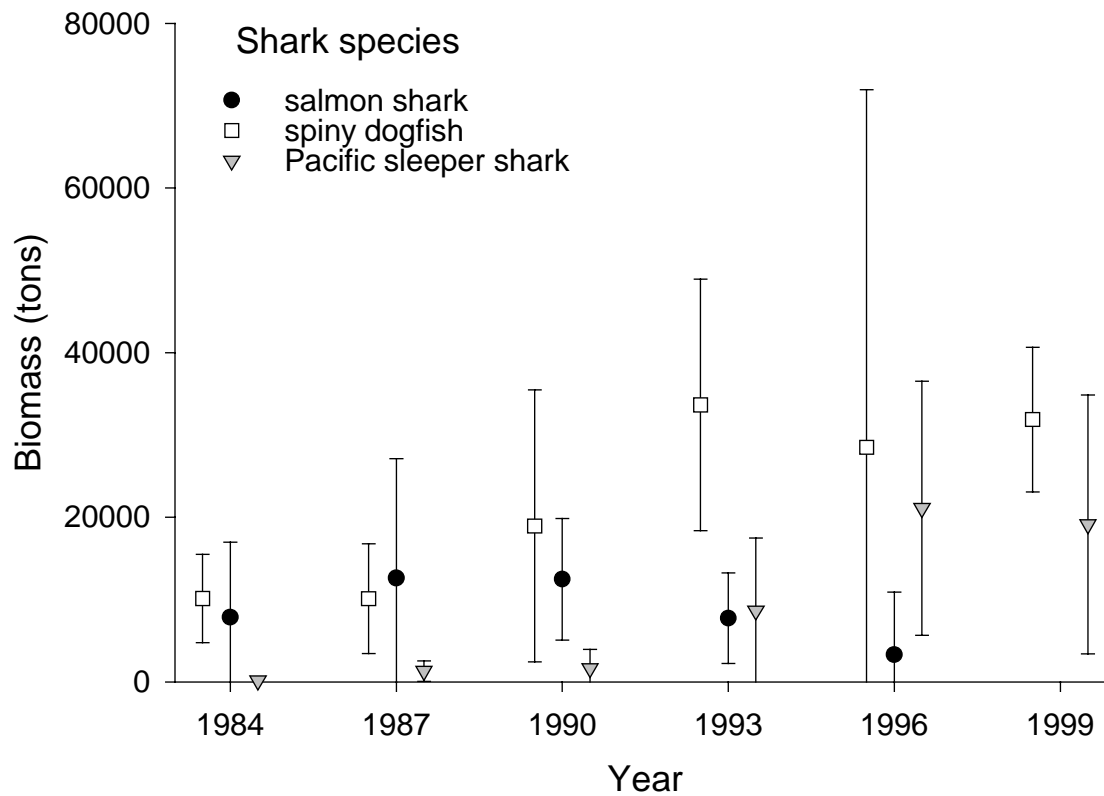 80000
Shark species
salmon shark
spiny dogfish
Pacific sleeper shark
60000
Biomass (tons)
40000
20000
0
1984 1987 1990 1993 1996 1999
Year